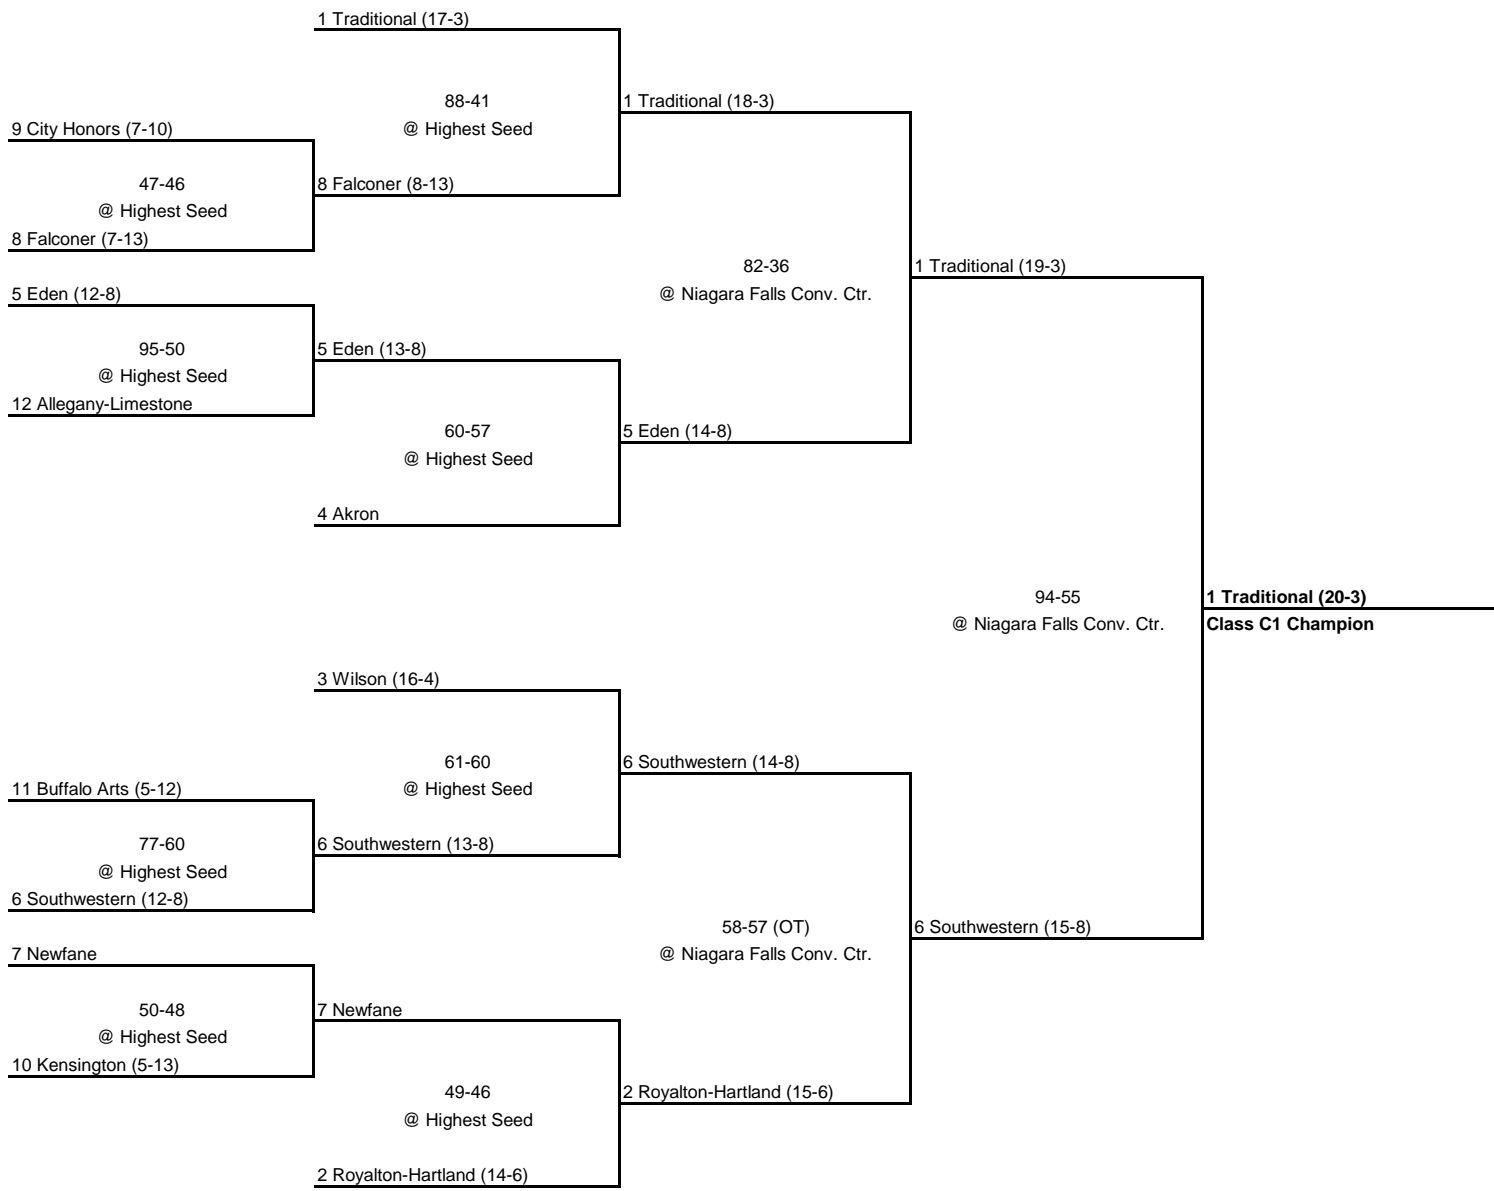 1 Traditional (17-3)
88-41
@ Highest Seed
1 Traditional (18-3)
9 City Honors (7-10)
47-46
@ Highest Seed
8 Falconer (8-13)
8 Falconer (7-13)
82-36
@ Niagara Falls Conv. Ctr.
1 Traditional (19-3)
5 Eden (12-8)
95-50
@ Highest Seed
5 Eden (13-8)
12 Allegany-Limestone
60-57
@ Highest Seed
5 Eden (14-8)
4 Akron
94-55
@ Niagara Falls Conv. Ctr.
1 Traditional (20-3)
Class C1 Champion
3 Wilson (16-4)
61-60
@ Highest Seed
6 Southwestern (14-8)
11 Buffalo Arts (5-12)
77-60
@ Highest Seed
6 Southwestern (13-8)
6 Southwestern (12-8)
58-57 (OT)
@ Niagara Falls Conv. Ctr.
6 Southwestern (15-8)
7 Newfane
50-48
@ Highest Seed
7 Newfane
10 Kensington (5-13)
49-46
@ Highest Seed
2 Royalton-Hartland (15-6)
2 Royalton-Hartland (14-6)